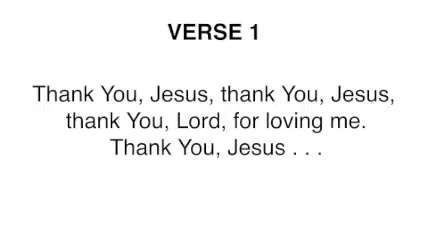 VERSE 1
Thank You, Jesus, thank You, Jesus,
thank You, Lord, for loving me.
Thank You, Jesus . . .